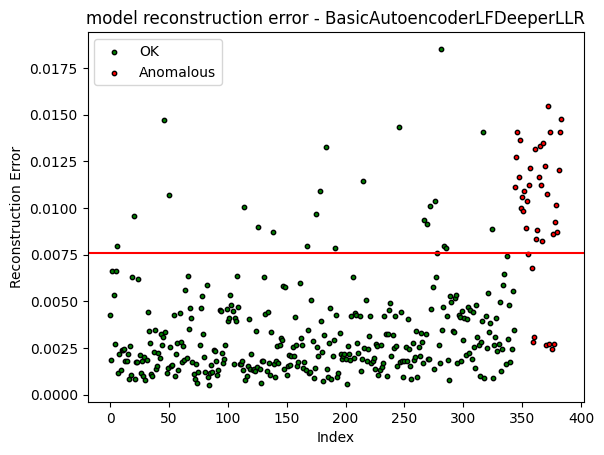 model reconstruction error - BasicAutoencoderLFDeeperLLR
OK
Anomalous
0.0175
0.0150
0.0125
0.0100
0.0075
0.0050
0.0025
0.0000
Reconstruction Error
0 50 100 150 200 250 300 350 400
Index